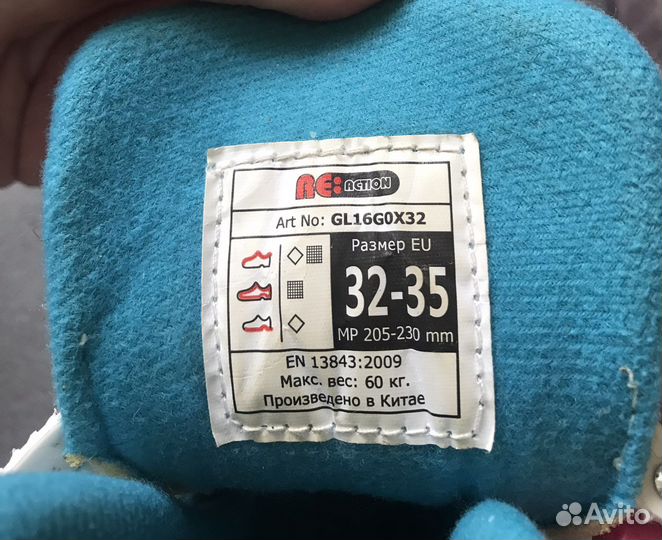 RE:ACTION
Art No: GL16G0X32
Размер EU
32-35
MP 205-230 mm
EN 13843:2009
Макс. вес: 60 кг.
Произведено в Китае
Avito